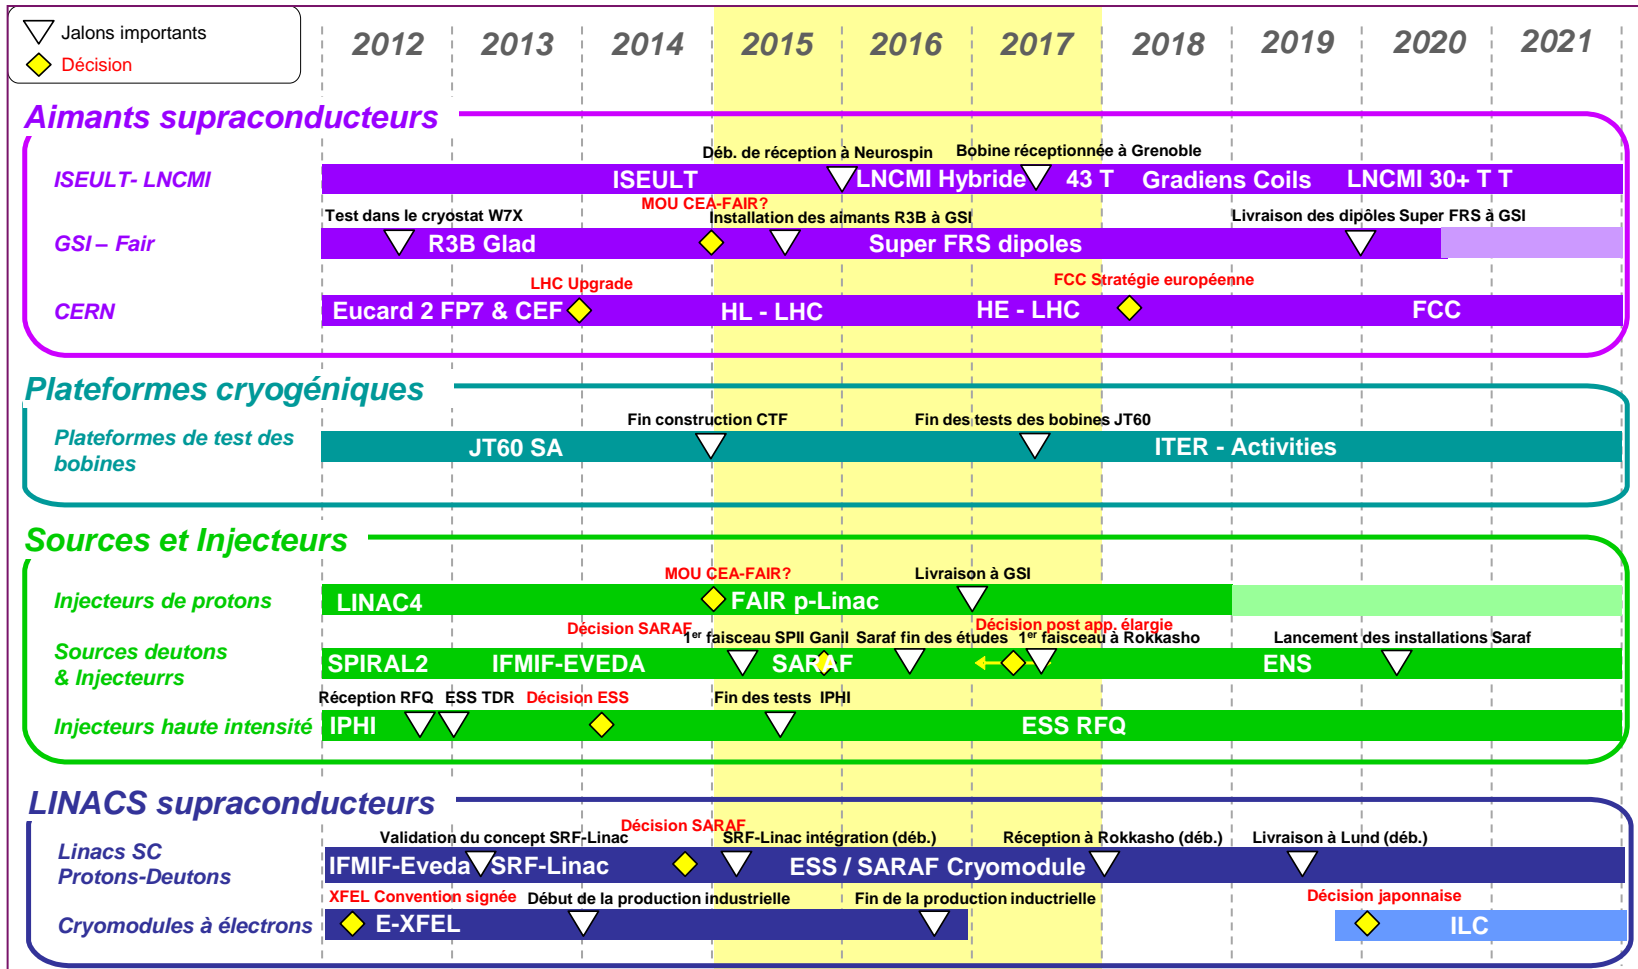 Jalons importants
Décision
2012 2013 2014 2015 2016 2017 2018 2019 2020 2021
Aimants supraconducteurs
Déb. de réception à Neurospin Bobine réceptionnée à Grenoble
ISEULT- LNCMI ISEULT LNCMI Hybride 43 T Gradiens Coils LNCMI 30+ T T
MOU CEA-FAIR?
Test dans le cryostat W7X Installation des aimants R3B à GSI Livraison des dipôles Super FRS à GSI
GSI – Fair R3B Glad Super FRS dipoles
LHC Upgrade FCC Stratégie européenne
CERN Eucard 2 FP7 & CEF HL - LHC HE - LHC FCC
Plateformes cryogéniques
Fin construction CTF Fin des tests des bobines JT60
Plateformes de test des
bobines
JT60 SA ITER - Activities
Sources et Injecteurs
MOU CEA-FAIR? Livraison à GSI
Injecteurs de protons LINAC4 FAIR p-Linac
Décision SARAF Décision post app. élargie
1er faisceau SPII Ganil Saraf fin des études 1er faisceau à Rokkasho Lancement des installations Saraf
Sources deutons
& Injecteurrs
SPIRAL2 IFMIF-EVEDA SARAF ENS
Réception RFQ ESS TDR Décision ESS Fin des tests IPHI
Injecteurs haute intensité IPHI ESS RFQ
LINACS supraconducteurs
Décision SARAF
Validation du concept SRF-Linac SRF-Linac intégration (déb.) Réception à Rokkasho (déb.) Livraison à Lund (déb.)
Linacs SC
Protons-Deutons
IFMIF-Eveda SRF-Linac ESS / SARAF Cryomodule
XFEL Convention signée Début de la production industrielle Fin de la production inductrielle Décision japonnaise
Cryomodules à électrons E-XFEL ILC